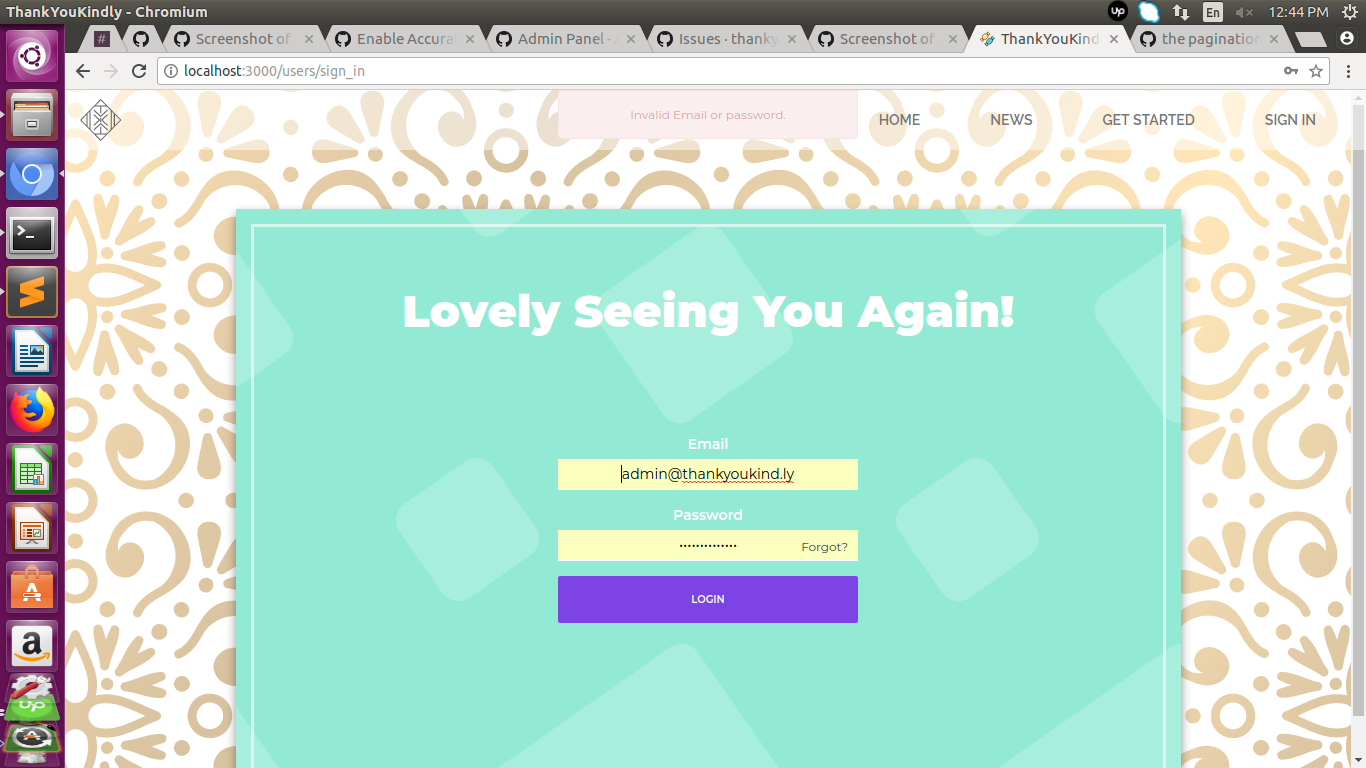 ThankYouKindly - Chromium
Up
En
12:44 PM
#
Screenshot of
Enable Accura
Admin Panel -
Issues · thanky
Screenshot of
ThankYouKind
the pagination
localhost:3000/users/sign_in
Invalid Email or password.
HOME
NEWS
GET STARTED
SIGN IN
Lovely Seeing You Again!
Email
admin@thankyoukind.ly
Password
••••••••••••••
Forgot?
LOGIN